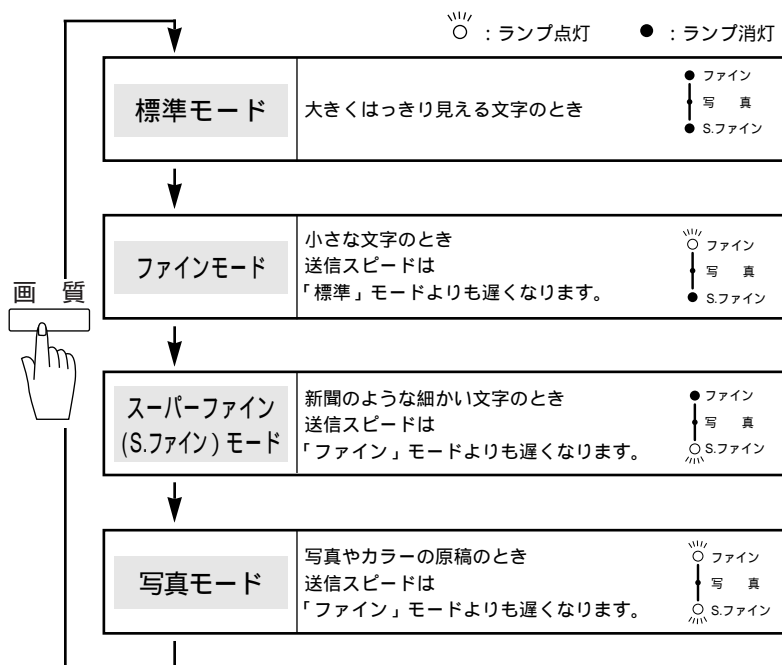 ：ランプ点灯 ：ランプ消灯
標準モード
大きくはっきり見える文字のとき
ファイン
写 真
S.ファイン
画 質
ファインモード
小さな文字のとき
送信スピードは
「標準」モードよりも遅くなります。
ファイン
写 真
S.ファイン
スーパーファイン
(S.ファイン) モード
新聞のような細かい文字のとき
送信スピードは
「ファイン」モードよりも遅くなります。
ファイン
写 真
S.ファイン
写真モード
写真やカラーの原稿のとき
送信スピードは
「ファイン」モードよりも遅くなります。
ファイン
写 真
S.ファイン